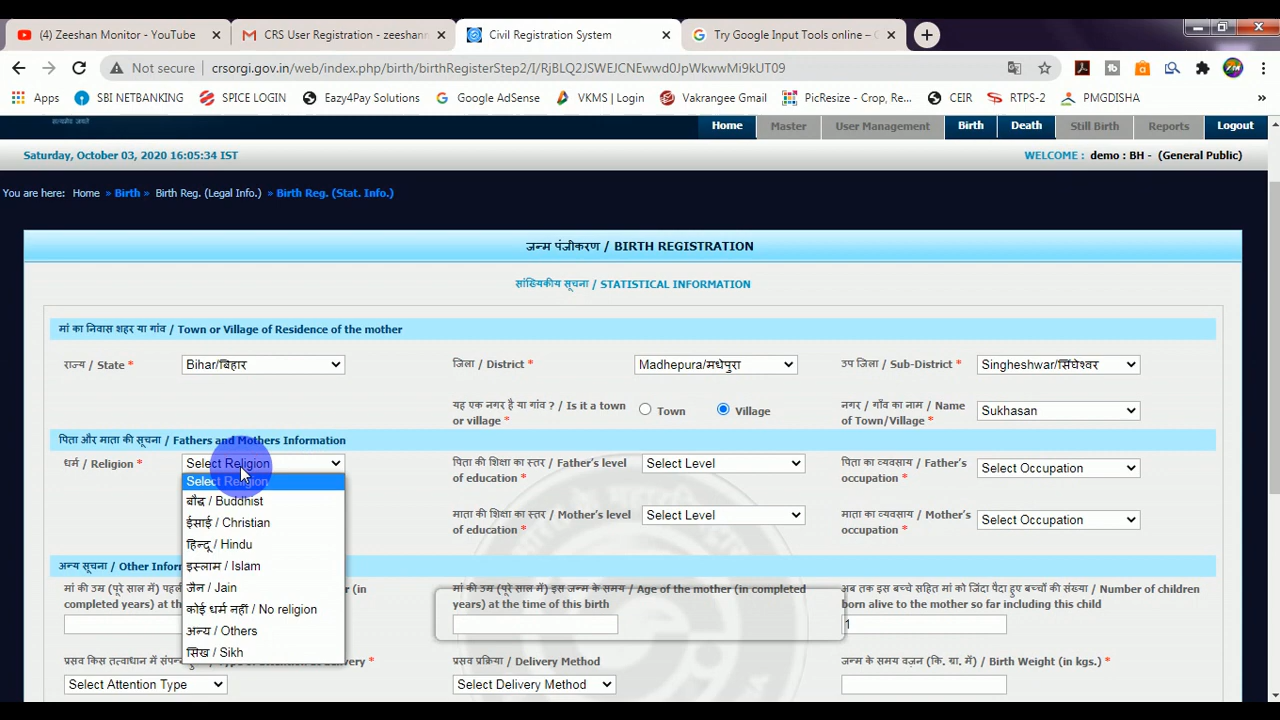 (4) Zeeshan Monitor - YouTube
CRS User Registration - zeeshann
Civil Registration System
Try Google Input Tools online – G
Not secure
crsorgi.gov.in/web/index.php/birth/birthRegisterStep2/I/RjBLQ2JSWEJCNEwwd0JpWkwwMi9kUT09
Apps
SBI NETBANKING
SPICE LOGIN
Eazy4Pay Solutions
Google AdSense
VKMS | Login
Vakrangee Gmail
PicResize - Crop, Re...
CEIR
RTPS-2
PMGDISHA
»
सत्यमेव जयते
Home
Master
User Management
Birth
Death
Still Birth
Reports
Logout
Saturday, October 03, 2020 16:05:34 IST
WELCOME : demo : BH - (General Public)
You are here: Home » Birth » Birth Reg. (Legal Info.) » Birth Reg. (Stat. Info.)
जन्म पंजीकरण / BIRTH REGISTRATION
सांख्यिकीय सूचना / STATISTICAL INFORMATION
मां का निवास शहर या गांव / Town or Village of Residence of the mother
राज्य / State *
Bihar/बिहार
जिला / District *
Madhepura/मधेपुरा
उप जिला / Sub-District *
Singheshwar/सिंघेश्वर
यह एक नगर है या गांव ? / Is it a town
or village *
Town
Village
नगर / गाँव का नाम / Name
of Town/Village *
Sukhasan
पिता और माता की सूचना / Fathers and Mothers Information
धर्म / Religion *
Select Religion
Select Religion
बौद्ध / Buddhist
ईसाई / Christian
हिन्दू / Hindu
इस्लाम / Islam
जैन / Jain
कोई धर्म नहीं / No religion
अन्य / Others
सिख / Sikh
पिता की शिक्षा का स्तर / Father's level
of education *
Select Level
पिता का व्यवसाय / Father's
occupation *
Select Occupation
माता की शिक्षा का स्तर / Mother's level
of education *
Select Level
माता का व्यवसाय / Mother's
occupation *
Select Occupation
अन्य सूचना / Other Infor
मां की उम्र (पूरे साल में)
completed years) at
(in
मां की उम्र (पूरे साल में) इस जन्म के समय / Age of the mother (in completed
years) at the time of this birth
अब तक इस बच्चे सहित मां को जिंदा पैदा हुए बच्चों की संख्या / Number of children
born alive to the mother so far including this child
1
प्रसव किस तत्वाधान में
*
Select Attention Type
प्रसव प्रक्रिया / Delivery Method
Select Delivery Method
जन्म के समय वज़न (कि. ग्रा. में) / Birth Weight (in kgs.) *